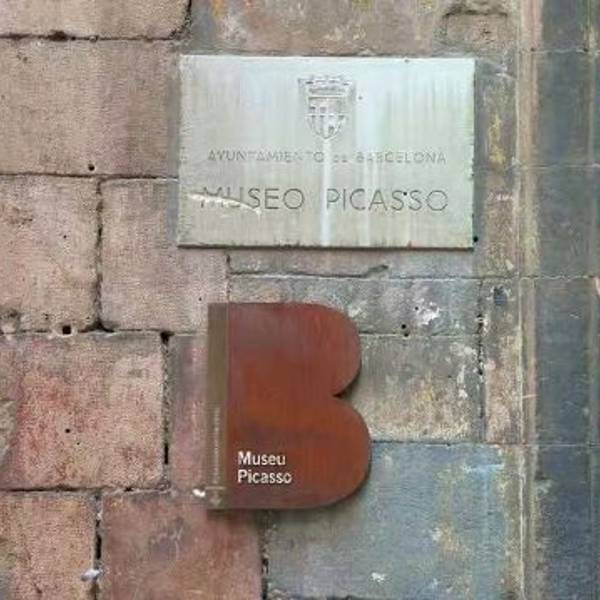 AYUNTAMIENTO DE BARCELONA
MUSEO PICASSO
B
Museu
Picasso